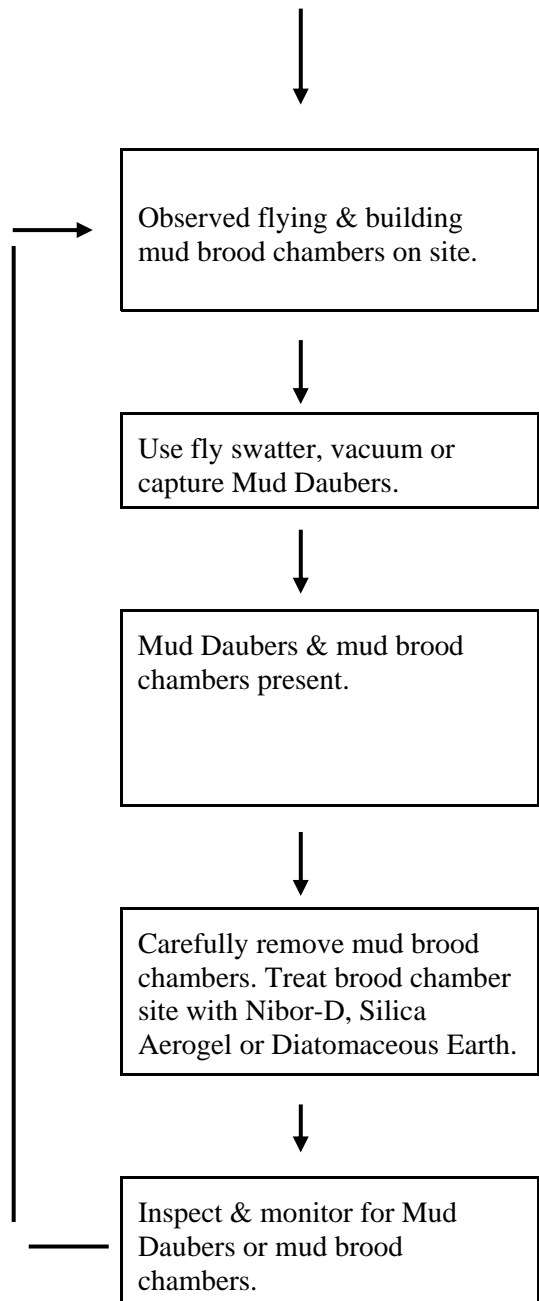 Observed flying & building
mud brood chambers on site.
Use fly swatter, vacuum or
capture Mud Daubers.
Mud Daubers & mud brood
chambers present.
Carefully remove mud brood
chambers. Treat brood chamber
site with Nibor-D, Silica
Aerogel or Diatomaceous Earth.
Inspect & monitor for Mud
Daubers or mud brood
chambers.